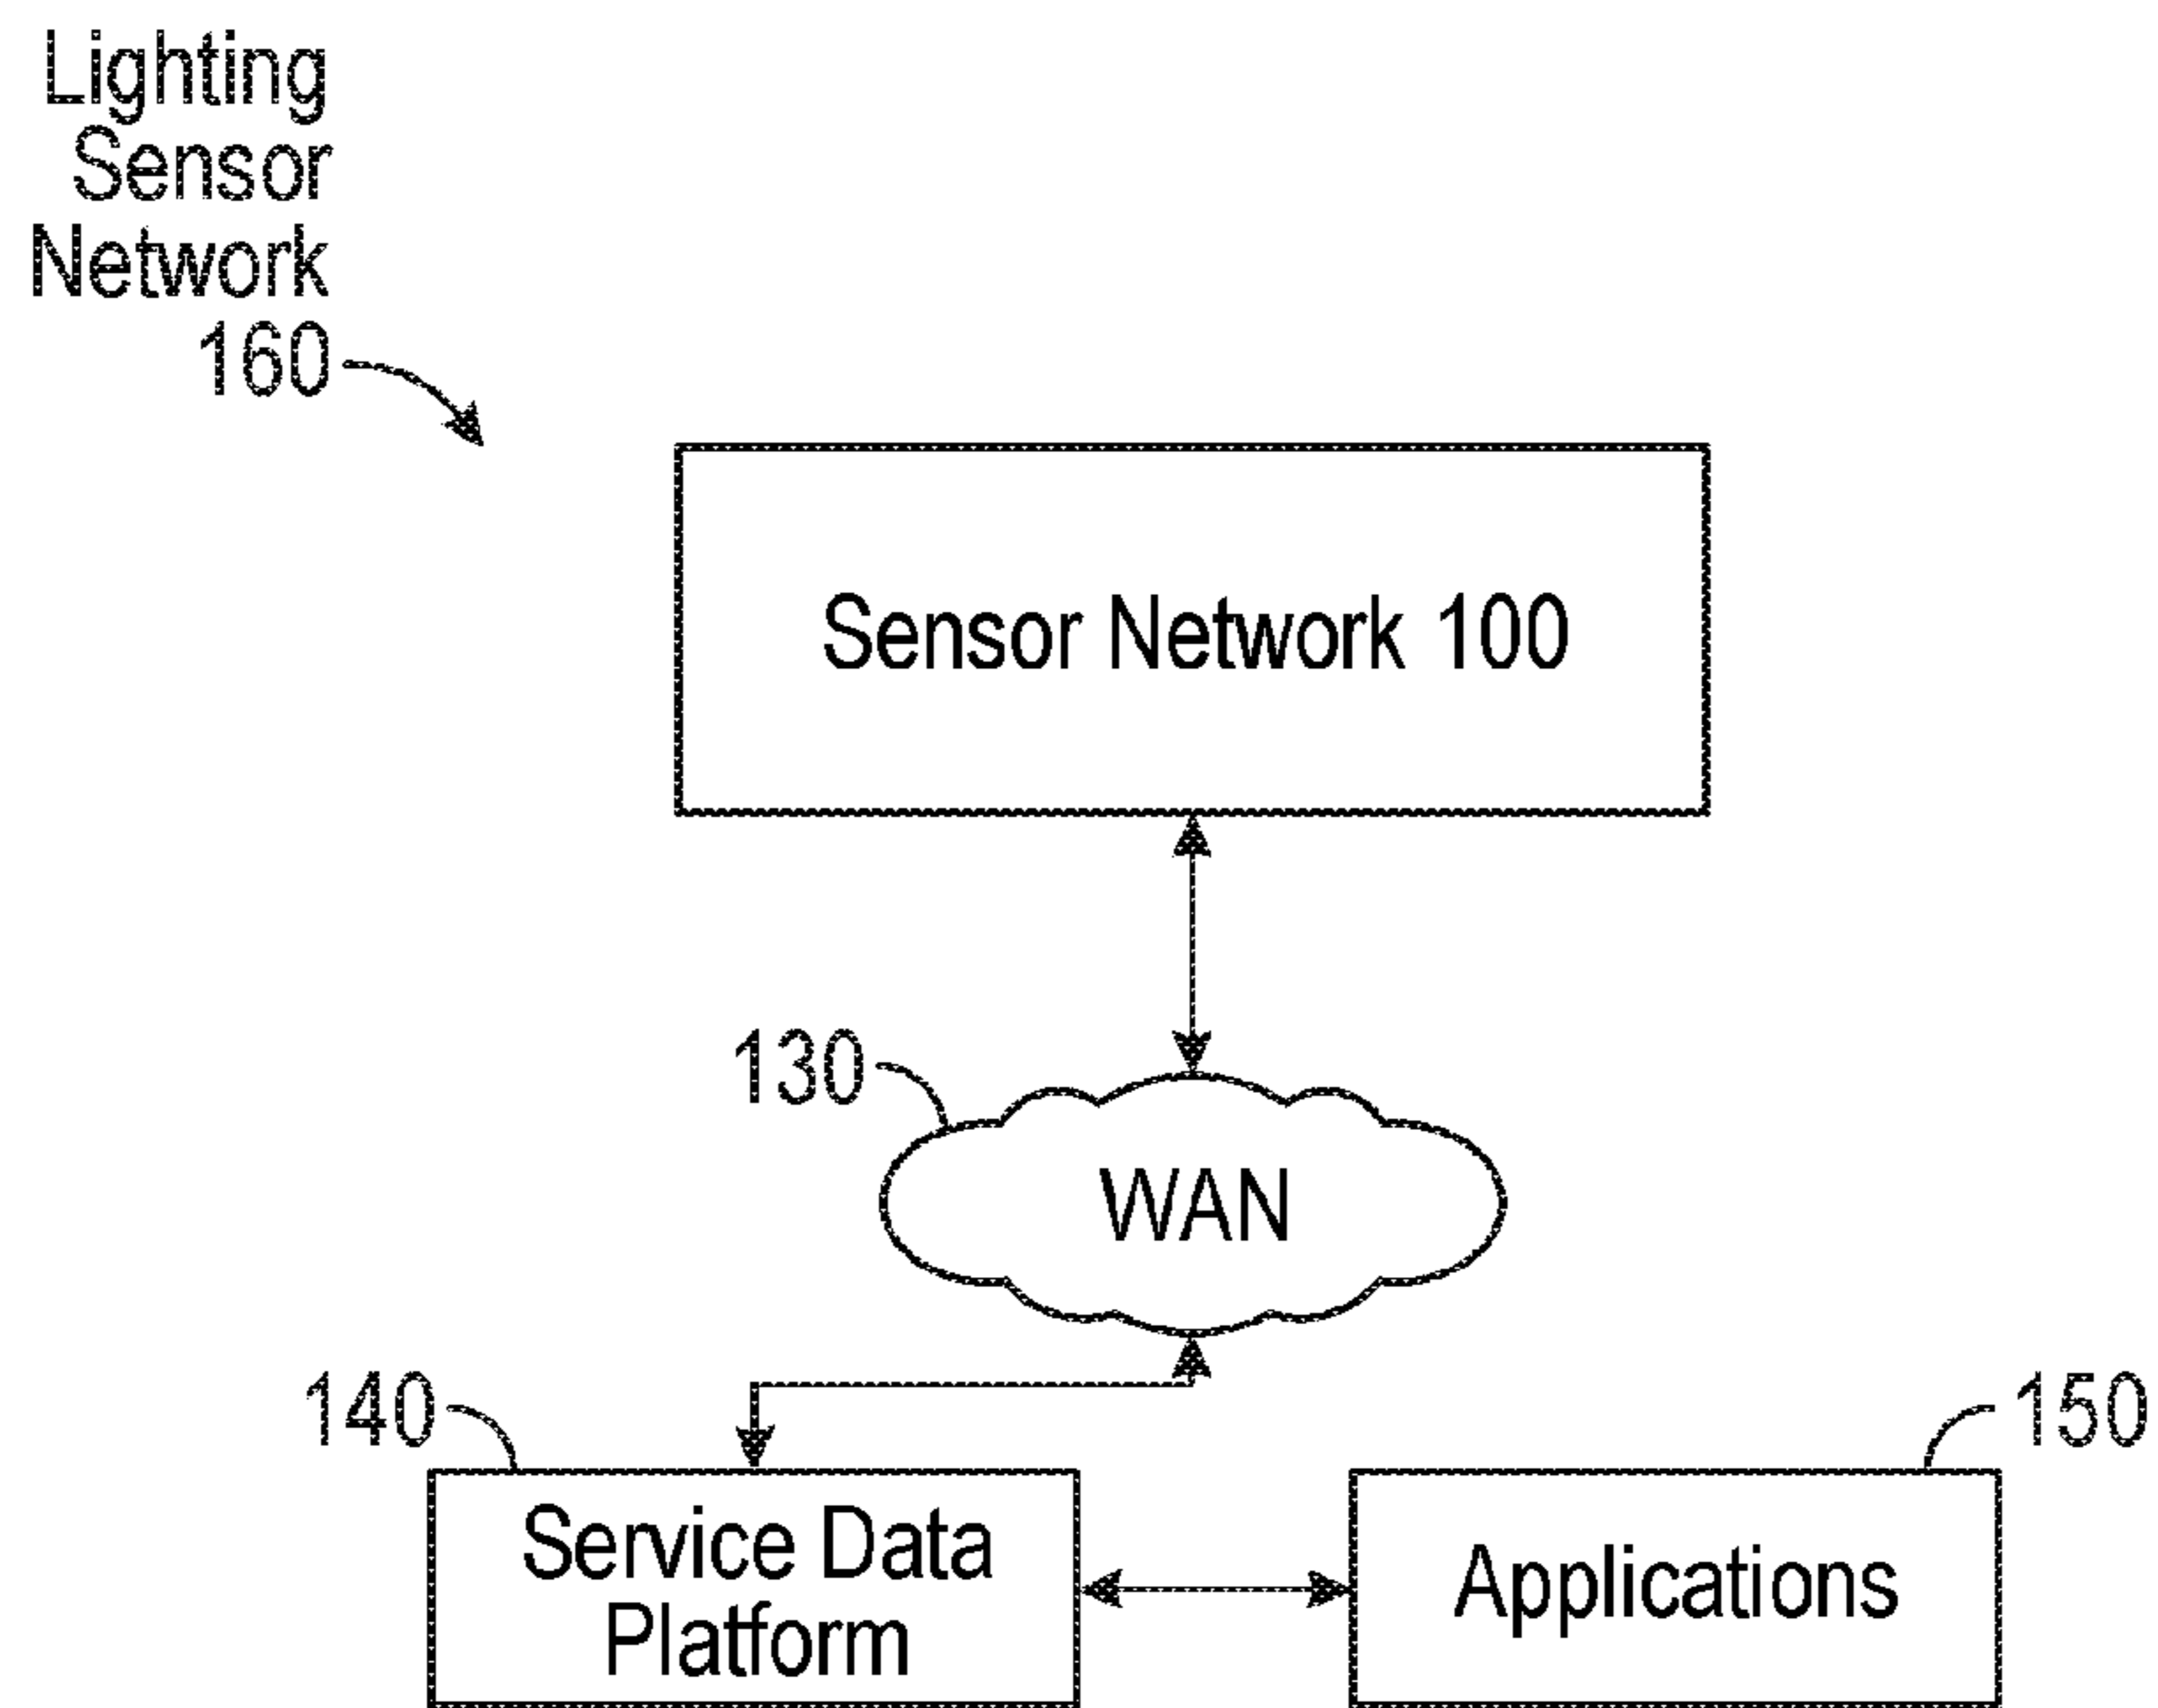 Lighting
Sensor
Network
160
Sensor Network 100
130
WAN
140
150
Service Data
Platform
Applications